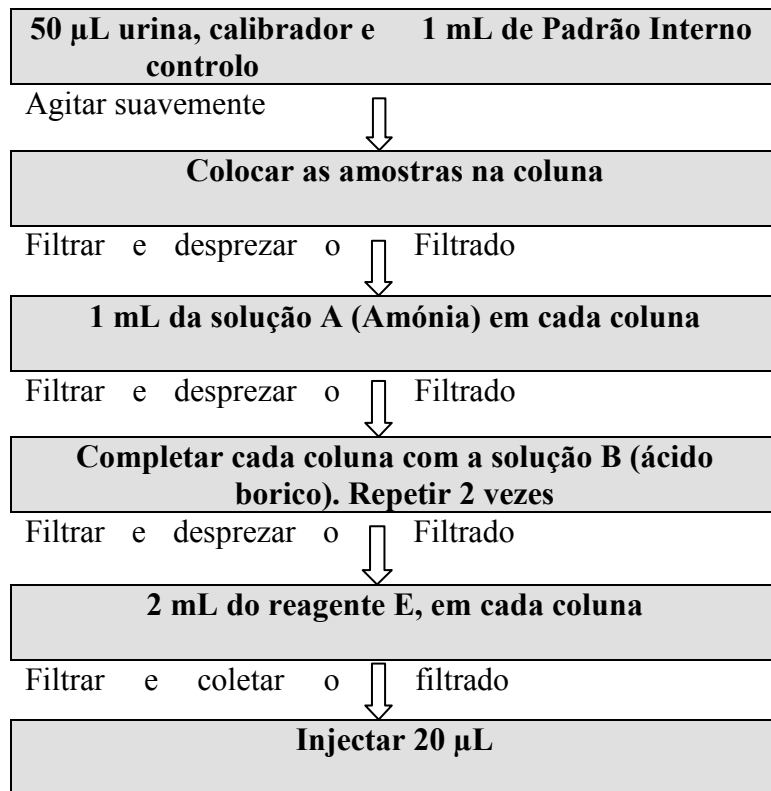 50 µL urina, calibrador e 1 mL de Padrão Interno
controlo
Agitar suavemente
Colocar as amostras na coluna
Filtrar e desprezar o Filtrado
1 mL da solução A (Amónia) em cada coluna
Filtrar e desprezar o Filtrado
Completar cada coluna com a solução B (ácido
borico). Repetir 2 vezes
Filtrar e desprezar o Filtrado
2 mL do reagente E, em cada coluna
Filtrar e coletar o filtrado
Injectar 20 µL